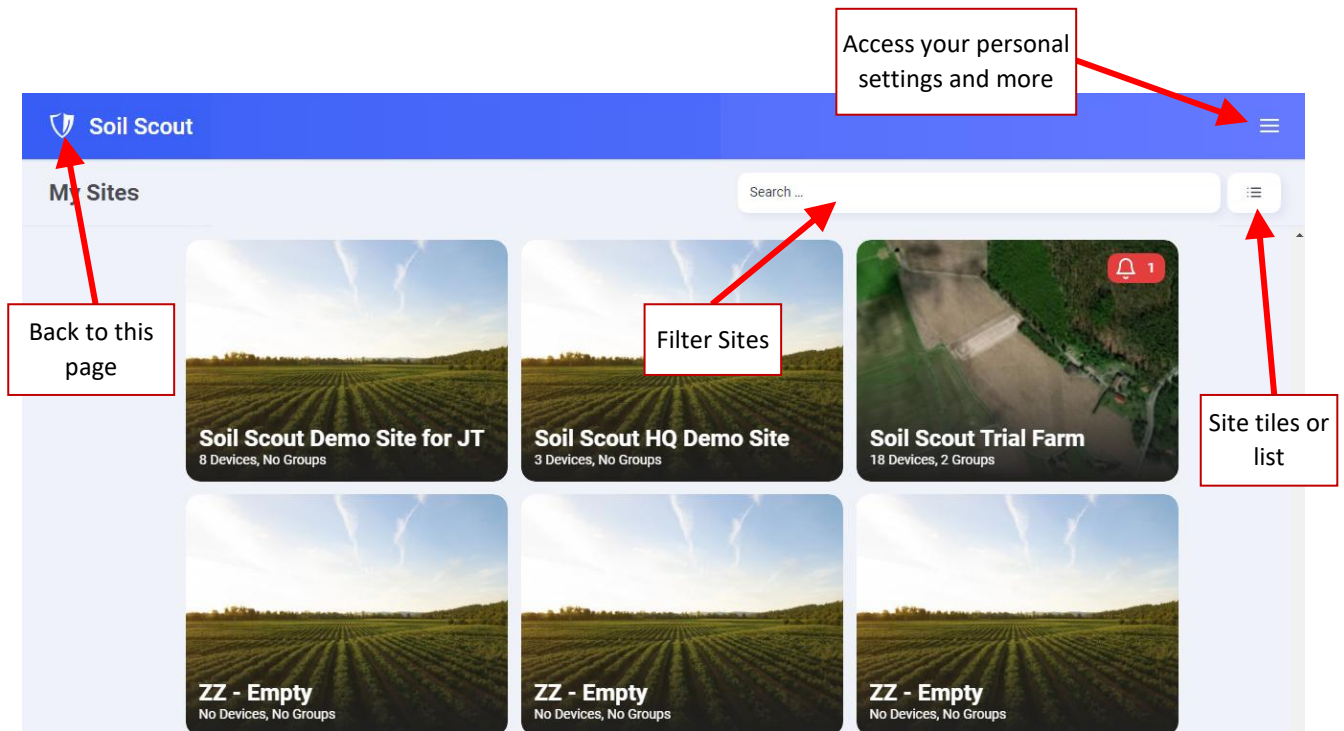 Access your personal
settings and more
Soil Scout
My Sites
Search ...
1
Back to this
page
Filter Sites
Site tiles or
list
Soil Scout Demo Site for JT
8 Devices, No Groups
Soil Scout HQ Demo Site
3 Devices, No Groups
Soil Scout Trial Farm
18 Devices, 2 Groups
ZZ - Empty
No Devices, No Groups
ZZ - Empty
No Devices, No Groups
ZZ - Empty
No Devices, No Groups